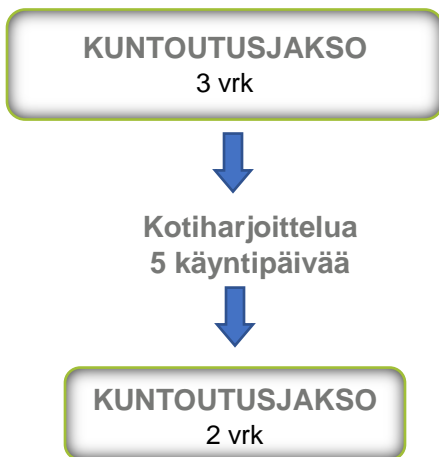 KUNTOUTUSJAKSO
3 vrk
Kotiharjoittelua
5 käyntipäivää
KUNTOUTUSJAKSO
2 vrk